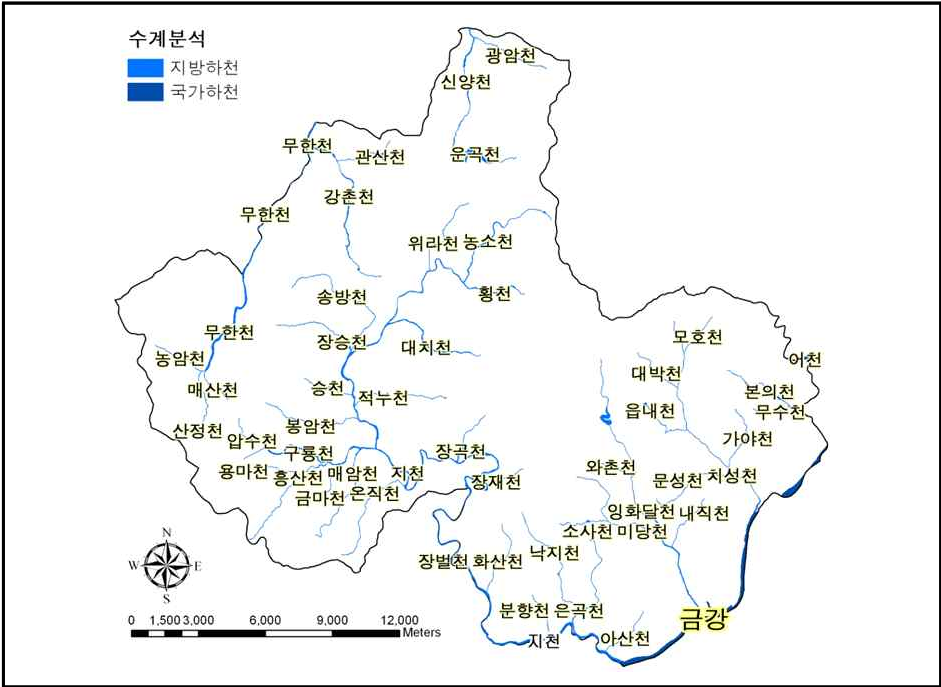 수계분석
지방하천
국가하천
광암천
신양천
무한천
관산천
운곡천
강촌천
무한천
위라천 농소천
횡천
송방천
무한천
장승천
대치천
모호천
어천
농암천
대박천
매산천
승천
적누천
본의천
읍내천
무수천
산정천
압수천
봉암천
가야천
구룡천
장곡천
용마천
홍산천
매암천
지천
와촌천
문성천
치성천
장재천
금마천
온직천
잉화달천
내직천
소사천
미당천
장벌천
화산천
낙지천
분향천
은곡천
지천
아산천
금강
N
W
E
S
0 1,500 3,000 6,000 9,000 12,000
Meters